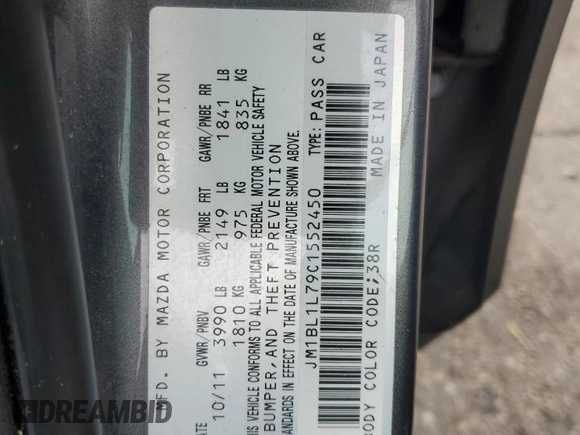 MFD. BY MAZDA MOTOR CORPORATION
DATE GVWR/PNBV GAWR/PNBE FRT GAWR/PNBE RR
10/11 3990 LB 2149 LB 1841 LB
1810 KG 975 KG 835 KG
THIS VEHICLE CONFORMS TO ALL APPLICABLE FEDERAL MOTOR VEHICLE SAFETY
BUMPER, AND THEFT PREVENTION
STANDARDS IN EFFECT ON THE DATE OF MANUFACTURE SHOWN ABOVE.
JM1BL1L79C1552450 TYPE: PASS CAR
BODY COLOR CODE;38R MADE IN JAPAN
DREAMBID